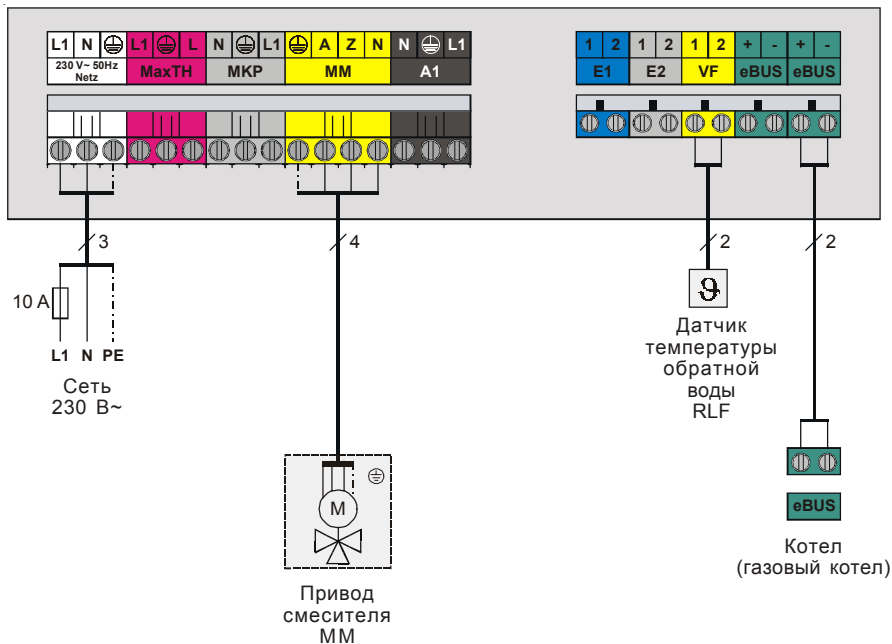 L1 N L1 L N L1 A Z N N L1
230 V~ 50Hz
Netz
MaxTH MKP MM A1
1 2 1 2 1 2 + - + -
E1 E2 VF eBUS eBUS
3
4
2
2
10 A
L1 N PE
Сеть
230 В~
ϑ
Датчик
температуры
обратной
воды
RLF
M
eBUS
Котел
(газовый котел)
Привод
смесителя
ММ